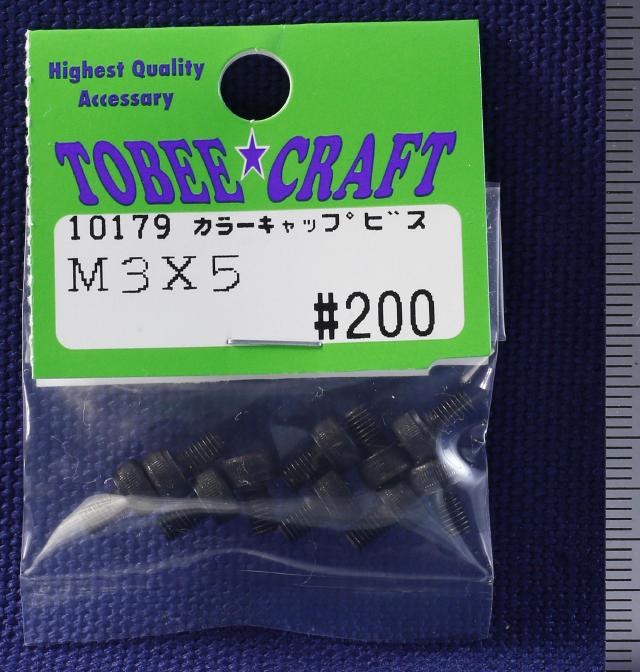 Highest Quality
Accessary
TOBEE★CRAFT
10179 カラーキャップビス
M3X5
#200